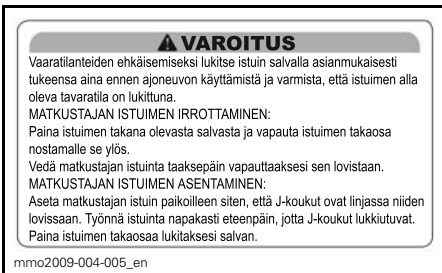 VAROITUS
Vaaratilanteiden ehkäisemiseksi lukitse istuin salvalla asianmukaisesti
tukeensa aina ennen ajoneuvon käyttämistä ja varmista, että istuimen alla
oleva tavaratila on lukittuna.
MATKUSTAJAN ISTUIMEN IRROTTAMINEN:
Paina istuimen takana olevasta salvasta ja vapauta istuimen takaosa
nostamalle se ylös.
Vedä matkustajan istuinta taaksepäin vapauttaaksesi sen lovistaan.
MATKUSTAJAN ISTUIMEN ASENTAMINEN:
Aseta matkustajan istuin paikoilleen siten, että J-koukut ovat linjassa niiden
lovissaan. Työnnä istuinta napakasti eteenpäin, jotta J-koukut lukkiutuvat.
Paina istuimen takaosaa lukitaksesi salvan.
mmo2009-004-005_en